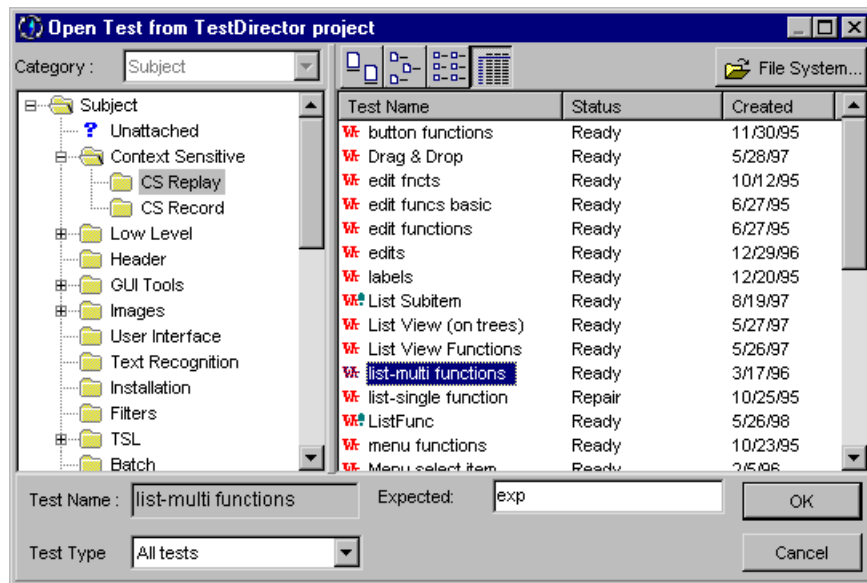 Open Test from TestDirector project
Category : Subject File System...
Subject
? Unattached
Context Sensitive
CS Replay
CS Record
Low Level
Header
GUI Tools
Images
User Interface
Text Recognition
Installation
Filters
TSL
Batch
Test Name Status Created
button functions Ready 11/30/95
Drag & Drop Ready 5/28/97
edit fncts Ready 10/12/95
edit funcs basic Ready 6/27/95
edit functions Ready 6/27/95
edits Ready 12/29/96
labels Ready 12/20/95
List Subitem Ready 8/19/97
List View (on trees) Ready 5/27/97
List View Functions Ready 5/26/97
list-multi functions Ready 3/17/96
list-single function Repair 10/25/95
ListFunc Ready 5/26/98
menu functions Ready 10/23/95
Menu select item Ready 2/5/96
Test Name : list-multi functions Expected: exp OK
Test Type All tests Cancel